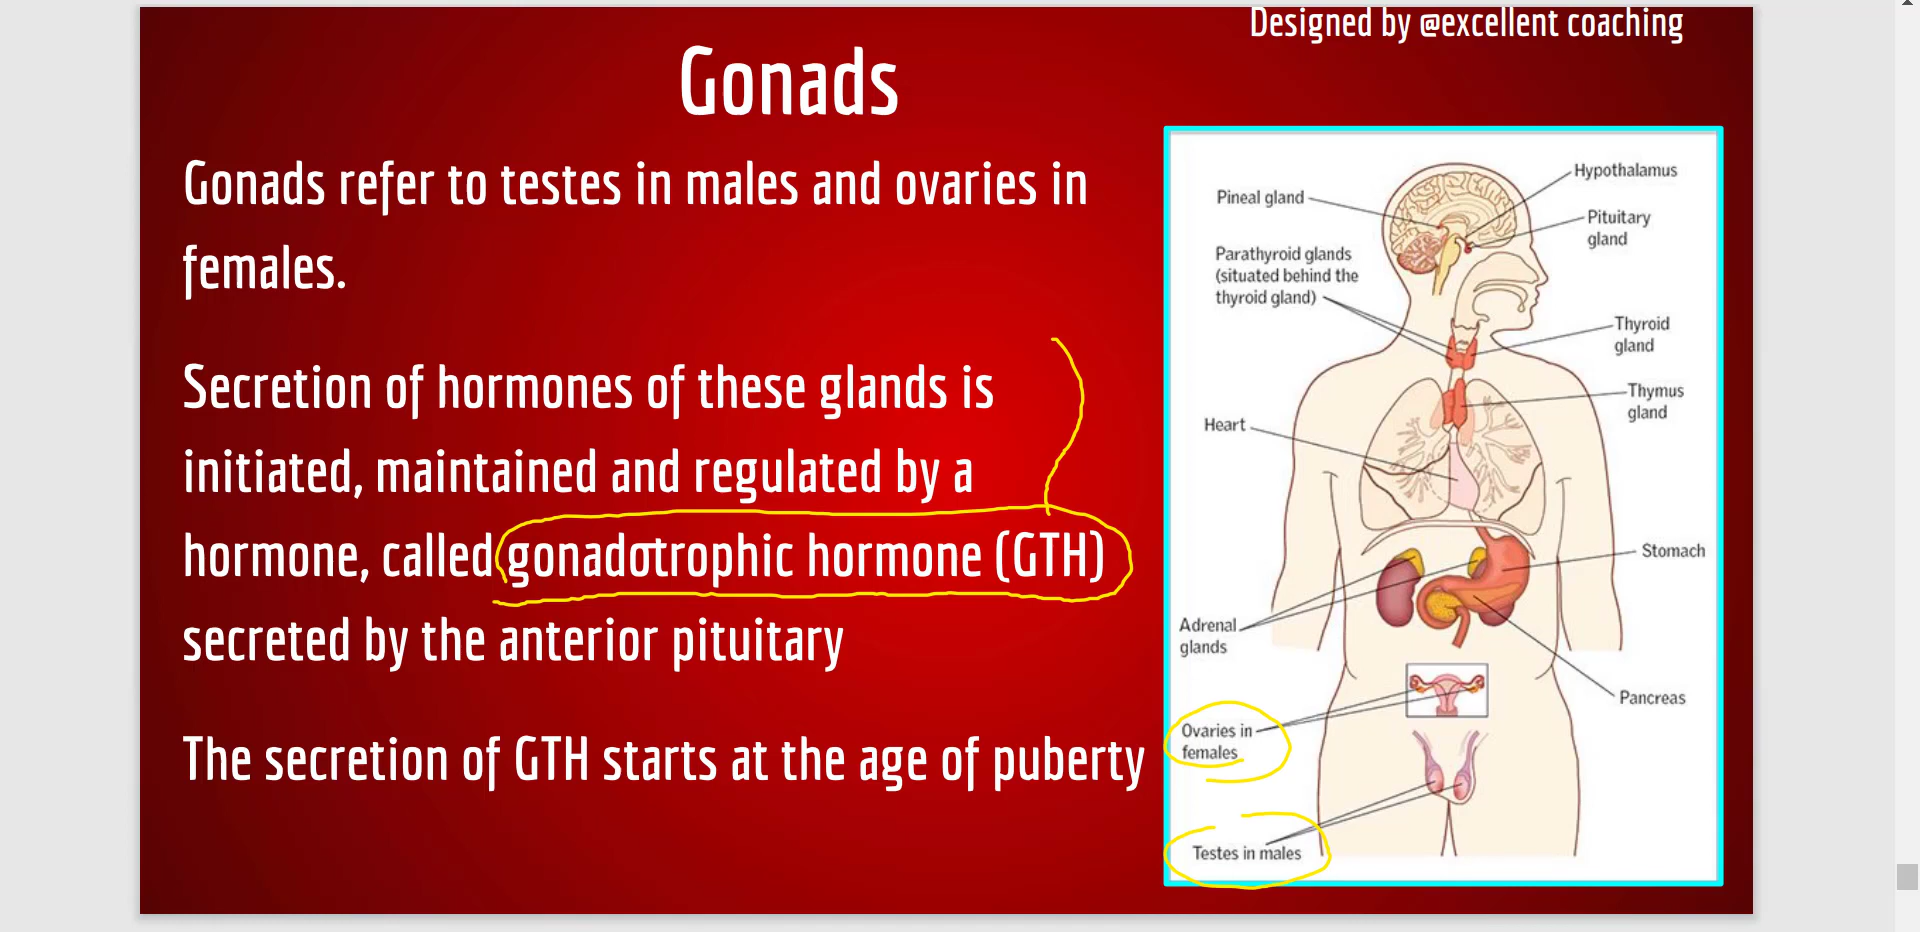 Designed by @excellent coaching
Gonads
Gonads refer to testes in males and ovaries in
females.
Secretion of hormones of these glands is
initiated, maintained and regulated by a
hormone, called gonadotrophic hormone (GTH)
secreted by the anterior pituitary
The secretion of GTH starts at the age of puberty
Hypothalamus
Pineal gland
Pituitary
gland
Parathyroid glands
(situated behind the
thyroid gland)
Thyroid
gland
Thymus
gland
Heart
Stomach
Adrenal
glands
Pancreas
Ovaries in
females
Testes in males